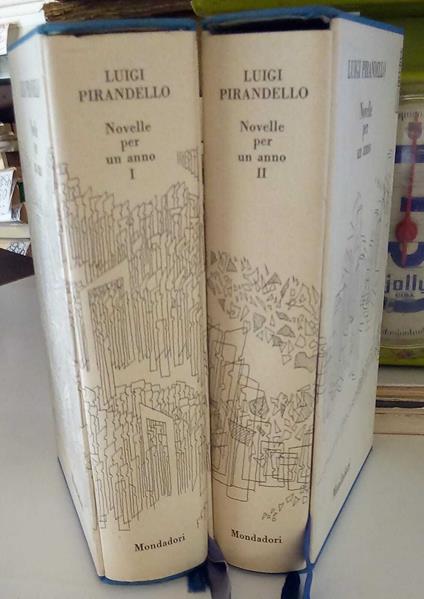 LUIGI
PIRANDELLO
Novelle
per
un anno
I
Mondadori
LUIGI
PIRANDELLO
Novelle
per
un anno
II
Mondadori
LUIGI PIRANDELLO
Novelle
per
un anno
Mondadori
jolly